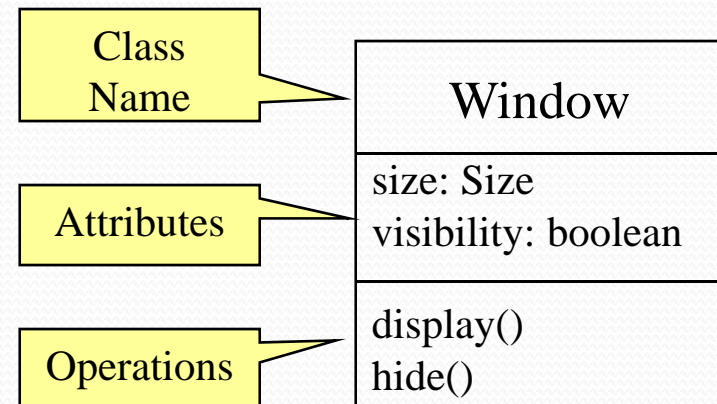 Class
Name
Window
Attributes
size: Size
visibility: boolean
Operations
display()
hide()